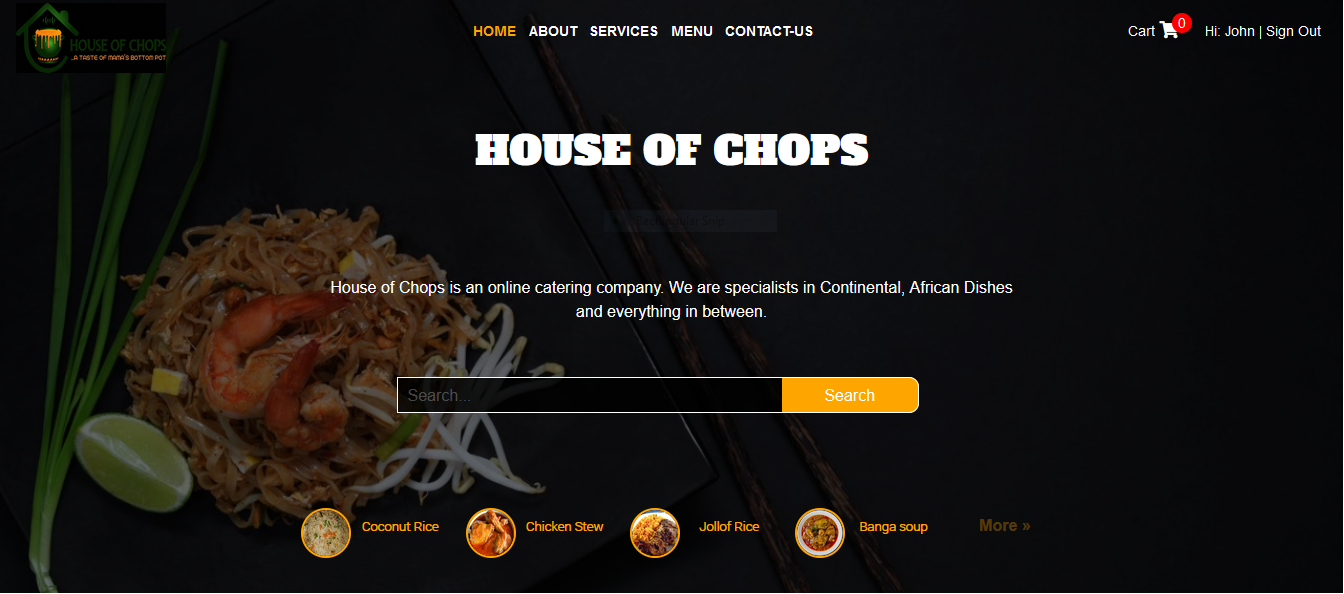 HOUSE OF CHOPS
...A TASTE OF MAMA'S BOTTOM POT
HOME ABOUT SERVICES MENU CONTACT-US
Cart 0 Hi: John | Sign Out
HOUSE OF CHOPS
House of Chops is an online catering company. We are specialists in Continental, African Dishes
and everything in between.
Search... Search
Coconut Rice Chicken Stew Jollof Rice Banga soup More »